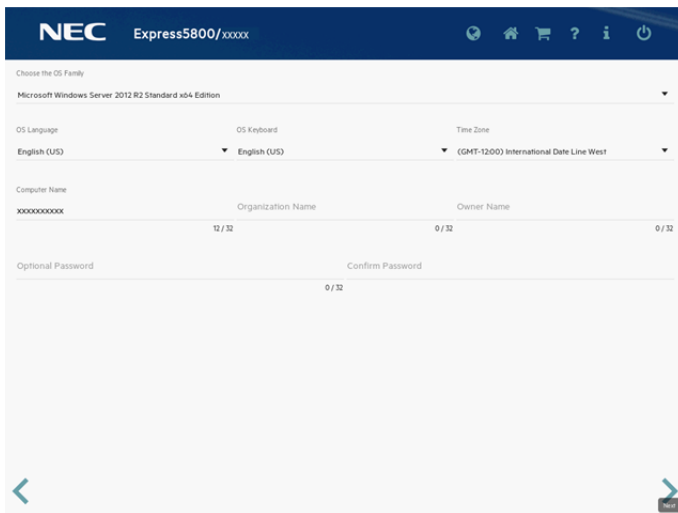 NEC Express5800/xxxxx
Choose the OS Family
Microsoft Windows Server 2012 R2 Standard x64 Edition
OS Language OS Keyboard Time Zone
English (US) English (US) (GMT-12:00) International Date Line West
Computer Name
xxxxxxxxxx Organization Name Owner Name
12 / 32 0 / 32 0 / 32
Optional Password Confirm Password
0 / 32
Next